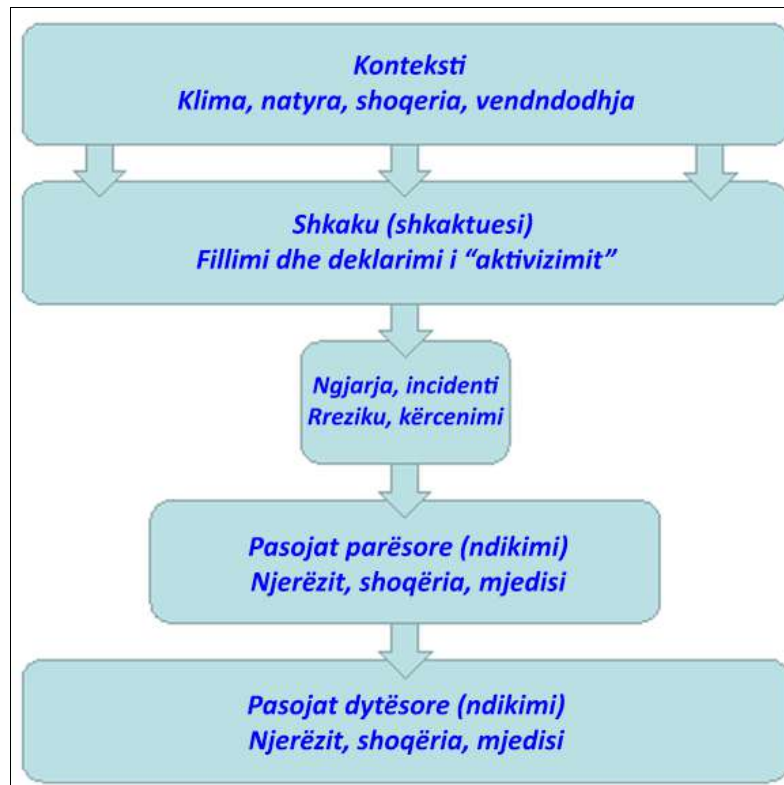 Konteksti
Klima, natyra, shoqeria, vendndodhja
Shkaku (shkaktuesi)
Fillimi dhe deklarimi i “aktivizimit”
Ngjarja, incidenti
Rreziku, kërcenimi
Pasojat parësore (ndikimi)
Njerëzit, shoqëria, mjedisi
Pasojat dytësore (ndikimi)
Njerëzit, shoqëria, mjedisi